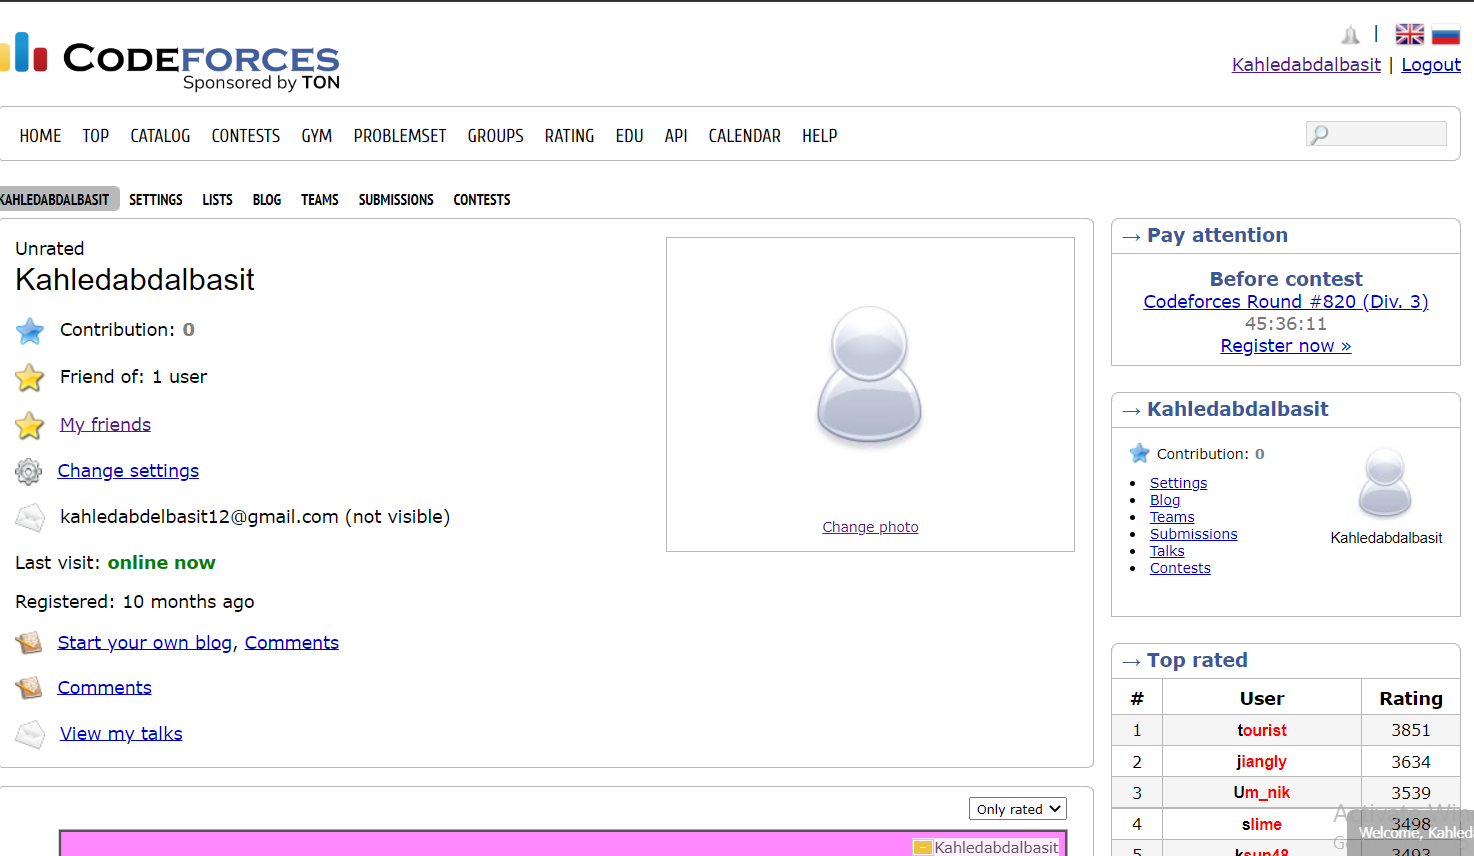 CODEFORCES
Sponsored by TON
Kahledabdalbasit | Logout
HOME TOP CATALOG CONTESTS GYM PROBLEMSET GROUPS RATING EDU API CALENDAR HELP
KAHLEDABDALBASIT SETTINGS LISTS BLOG TEAMS SUBMISSIONS CONTESTS
Unrated
Kahledabdalbasit
Contribution: 0
Friend of: 1 user
My friends
Change settings
kahledabdelbasit12@gmail.com (not visible)
Last visit: online now
Registered: 10 months ago
Start your own blog, Comments
Comments
View my talks
Change photo
Only rated
Kahledabdalbasit
→ Pay attention
Before contest
Codeforces Round #820 (Div. 3)
45:36:11
Register now »
→ Kahledabdalbasit
Contribution: 0
Settings
Blog
Teams
Submissions
Talks
Contests
Kahledabdalbasit
→ Top rated
# User Rating
1 tourist 3851
2 jiangly 3634
3 Um_nik 3539
4 slime 3498
5 ksun48 3493
Activate Win
Welcome, Kahleda